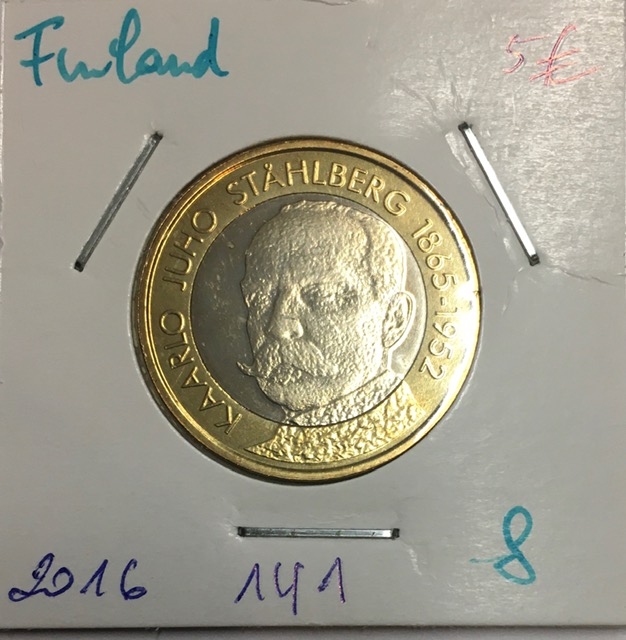 Finland
5€
KAARLO JUHO STÅHLBERG 1865-1952
2016
141
8